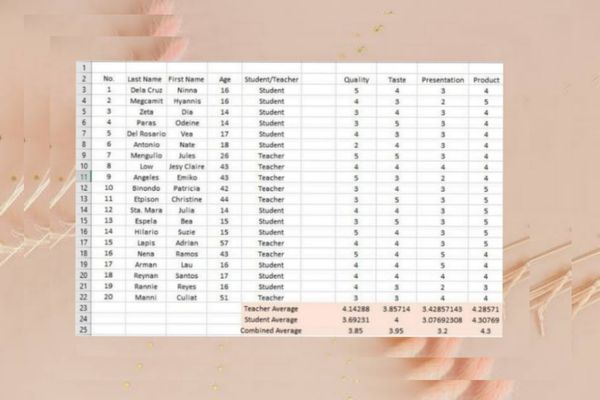 1
2 No. Last Name First Name Age Student/Teacher Quality Taste Presentation Product
3 1 Dela Cruz Ninna 16 Student 5 4 3 4
4 2 Megcamit Hyannis 16 Student 4 3 2 5
5 3 Zeta Dia 14 Student 3 4 3 4
6 4 Paras Odeine 14 Student 3 5 3 4
7 5 Del Rosario Vea 17 Student 4 3 3 4
8 6 Antonio Nate 18 Student 2 4 3 4
9 7 Mengullo Jules 26 Teacher 5 5 3 4
10 8 Low Jesy Claire 43 Teacher 4 4 4 4
11 9 Angeles Emiko 43 Teacher 5 3 2 4
12 10 Binondo Patricia 42 Teacher 3 4 3 5
13 11 Etpison Christine 44 Teacher 3 5 3 5
14 12 Sta. Mara Julia 14 Student 4 3 5 3
15 13 Espela Bea 15 Student 3 5 3 5
16 14 Hilario Suzie 15 Student 5 4 3 5
17 15 Lapis Adrian 57 Teacher 4 4 3 5
18 16 Nena Ramos 43 Teacher 5 4 5 4
19 17 Arman Lau 16 Student 4 4 5 4
20 18 Reynan Santos 17 Student 4 4 4 4
21 19 Rannie Reyes 16 Student 4 3 2 3
22 20 Manni Culiat 51 Teacher 3 3 4 4
23 Teacher Average 4.14288 3.85714 3.42857143 4.28571
24 Student Average 3.69231 4 3.07692308 4.30769
25 Combined Average 3.85 3.95 3.2 4.3